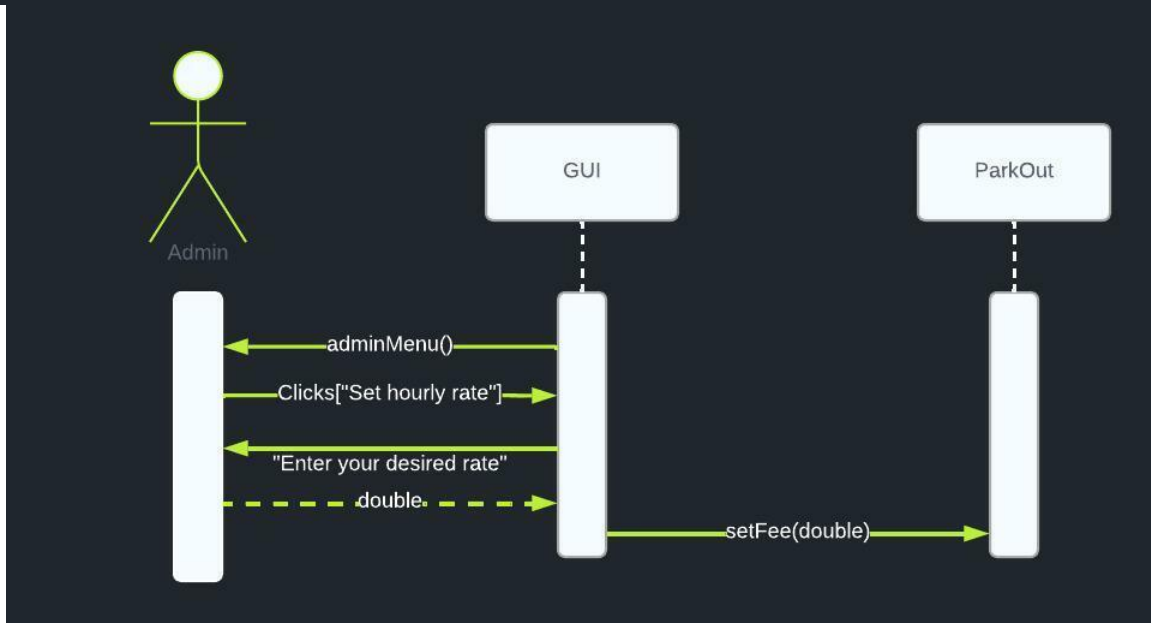 GUI
ParkOut
Admin
adminMenu()
Clicks["Set hourly rate"]
"Enter your desired rate"
double
setFee(double)